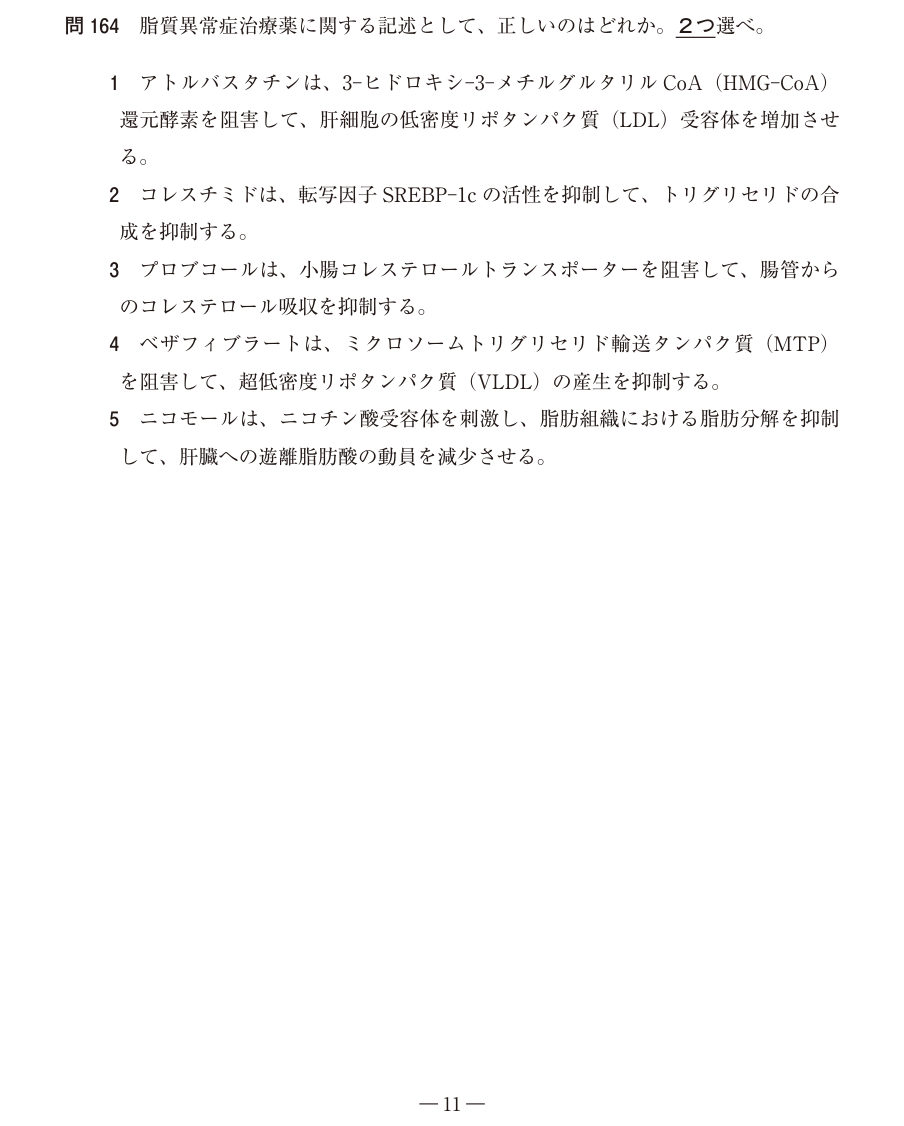 問 164 脂質異常症治療薬に関する記述として、正しいのはどれか。２つ選べ。
1 アトルバスタチンは、3-ヒドロキシ-3-メチルグルタリル CoA（HMG-CoA）
還元酵素を阻害して、肝細胞の低密度リポタンパク質（LDL）受容体を増加させ
る。
2 コレスチミドは、転写因子 SREBP-1c の活性を抑制して、トリグリセリドの合
成を抑制する。
3 プロブコールは、小腸コレステロールトランスポーターを阻害して、腸管から
のコレステロール吸収を抑制する。
4 ベザフィブラートは、ミクロソームトリグリセリド輸送タンパク質（MTP）
を阻害して、超低密度リポタンパク質（VLDL）の産生を抑制する。
5 ニコモールは、ニコチン酸受容体を刺激し、脂肪組織における脂肪分解を抑制
して、肝臓への遊離脂肪酸の動員を減少させる。
― 11 ―